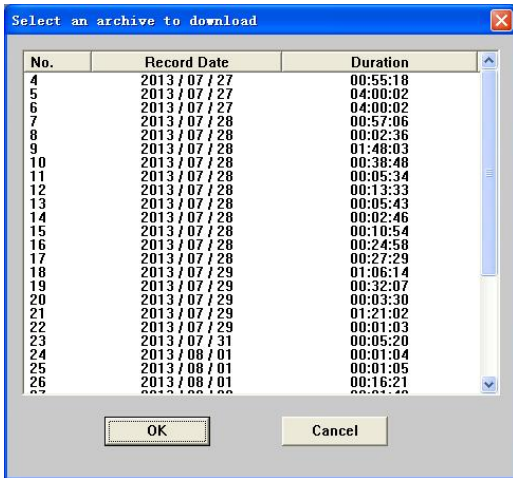 Select an archive to download
No. Record Date Duration
4 2013 / 07 / 27 00:55:18
5 2013 / 07 / 27 04:00:02
6 2013 / 07 / 27 04:00:02
7 2013 / 07 / 28 00:57:06
8 2013 / 07 / 28 00:02:36
9 2013 / 07 / 28 01:48:03
10 2013 / 07 / 28 00:38:48
11 2013 / 07 / 28 00:05:34
12 2013 / 07 / 28 00:13:33
13 2013 / 07 / 28 00:05:43
14 2013 / 07 / 28 00:02:46
15 2013 / 07 / 28 00:10:54
16 2013 / 07 / 28 00:24:58
17 2013 / 07 / 28 00:27:29
18 2013 / 07 / 29 01:06:14
19 2013 / 07 / 29 00:32:07
20 2013 / 07 / 29 00:03:30
21 2013 / 07 / 29 01:21:02
22 2013 / 07 / 29 00:01:03
23 2013 / 07 / 31 00:05:20
24 2013 / 08 / 01 00:01:04
25 2013 / 08 / 01 00:01:05
26 2013 / 08 / 01 00:16:21
OK Cancel